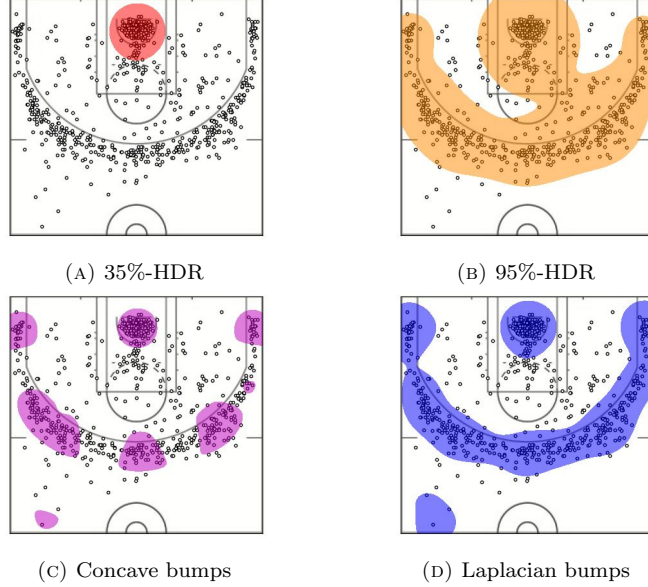 (A) 35%-HDR
(B) 95%-HDR
(C) Concave bumps
(D) Laplacian bumps